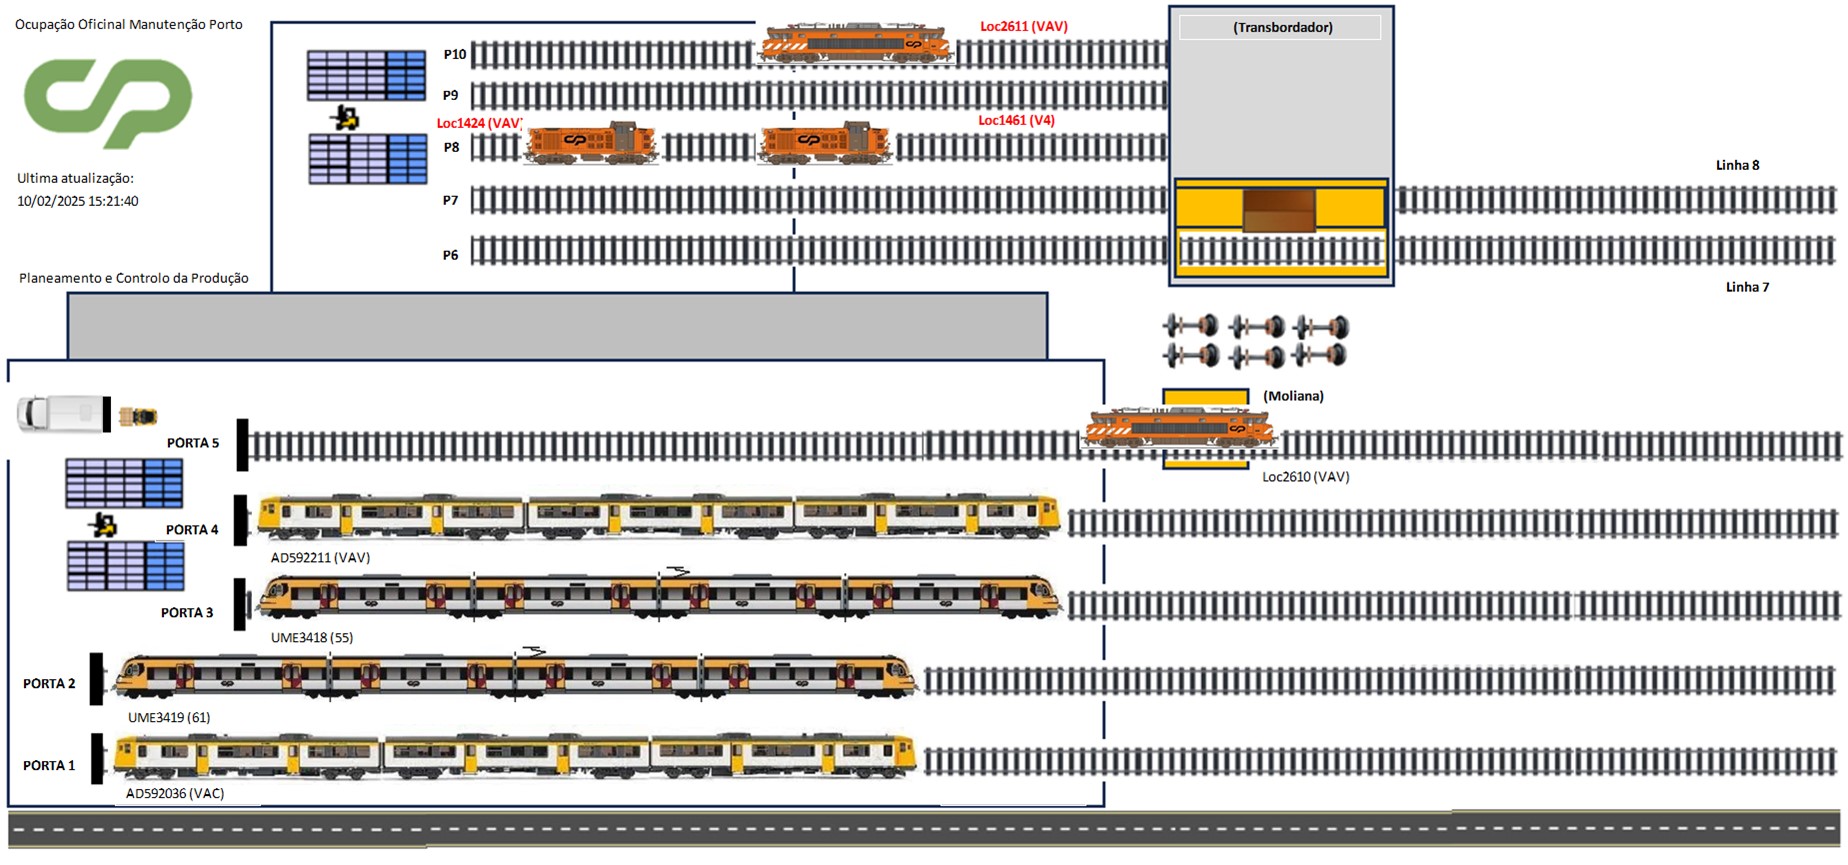 Ocupação Oficinal Manutenção Porto
CP
Ultima atualização:
10/02/2025 15:21:40
Planeamento e Controlo da Produção
P10
Loc2611 (VAV)
(Transbordador)
P9
Loc1424 (VAV)
Loc1461 (V4)
P8
Linha 8
P7
P6
Linha 7
(Moliana)
PORTA 5
Loc2610 (VAV)
PORTA 4
AD592211 (VAV)
PORTA 3
UME3418 (55)
PORTA 2
UME3419 (61)
PORTA 1
AD592036 (VAC)